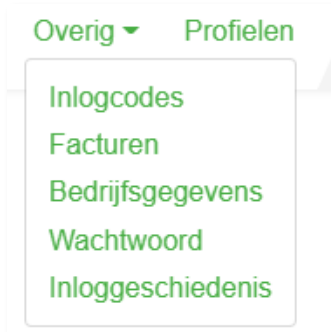 Overig Profielen
Inlogcodes
Facturen
Bedrijfsgegevens
Wachtwoord
Inloggeschiedenis